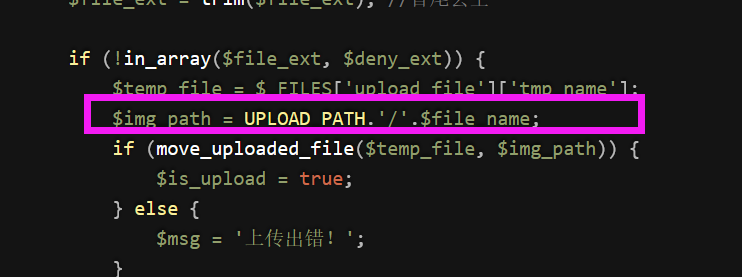 $file_ext = trim($file_ext); //首尾去空
if (!in_array($file_ext, $deny_ext)) {
$temp_file = $_FILES['upload_file']['tmp_name'];
$img_path = UPLOAD_PATH.'/'.$file_name;
if (move_uploaded_file($temp_file, $img_path)) {
$is_upload = true;
} else {
$msg = '上传出错！';
}